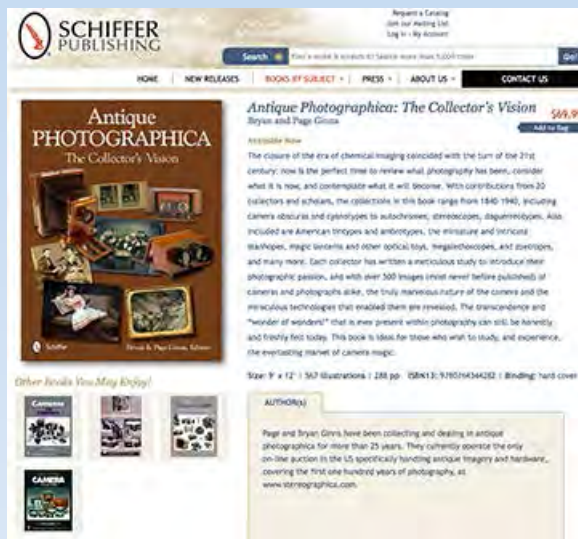 SCHIFFER
PUBLISHING
Request a Catalog
Join our Mailing List
Log In - My Account
Search
Go!
HOME | NEW RELEASES | BOOKS BY SUBJECT | PRESS | ABOUT US | CONTACT US
Antique
PHOTOGRAPHICA
The Collector's Vision
Schiffer
Bryan & Page Ginns, Editors
Antique Photographica: The Collector's Vision
Bryan and Page Ginns
$69.9
Add to Bag
Available Now
The closure of the era of chemical imaging coincided with the turn of the 21st
century; now is the perfect time to review what photography has been, consider
what it is now, and contemplate what it will become. With contributions from 20
collectors and scholars, the collections in this book range from 1840-1940, including
camera obscuras and cyanotypes to autochromes, stereoscopes, daguerreotypes. Also
included are American tintypes and ambrotypes, the miniature and intricate
stanhopes, magic lanterns and other optical toys, megalethoscopes, and zoetropes,
and many more. Each collector has written a meticulous study to introduce their
photographic passion, and with over 500 images (most never before published) of
cameras and photographs alike, the truly marvelous nature of the camera and the
miraculous technologies that enabled them are revealed. The transcendence and
"wonder of wonders!" that is ever present within photography can still be honestly
and freshly felt today. This book is ideal for those who wish to study, and experience,
the everlasting marvel of camera magic.
Size: 9" x 12" | 567 illustrations | 288 pp
ISBN13: 9780764344282 | Binding: hard cover
Other Books You May Enjoy!
CAMERAS
CAMERA
AUTHOR(s)
Page and Bryan Ginns have been collecting and dealing in antique
photographica for more than 25 years. They currently operate the only
on-line auction in the US specifically handling antique imagery and hardware,
covering the first one hundred years of photography, at
www.stereographica.com.